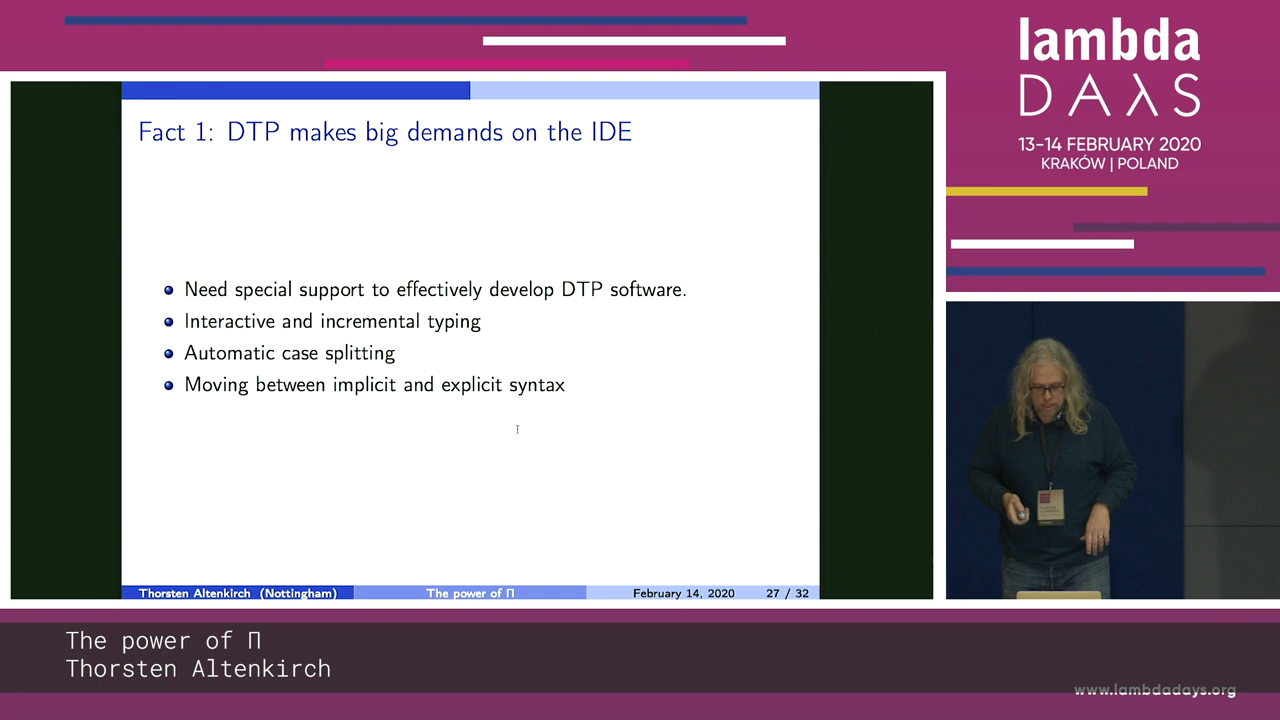 lambda
DAλS
13-14 FEBRUARY 2020
KRAKÓW | POLAND
Fact 1: DTP makes big demands on the IDE
Need special support to effectively develop DTP software.
Interactive and incremental typing
Automatic case splitting
Moving between implicit and explicit syntax
Thorsten Altenkirch (Nottingham) The power of Π February 14, 2020 27 / 32
The power of Π
Thorsten Altenkirch
www.lambdadays.org